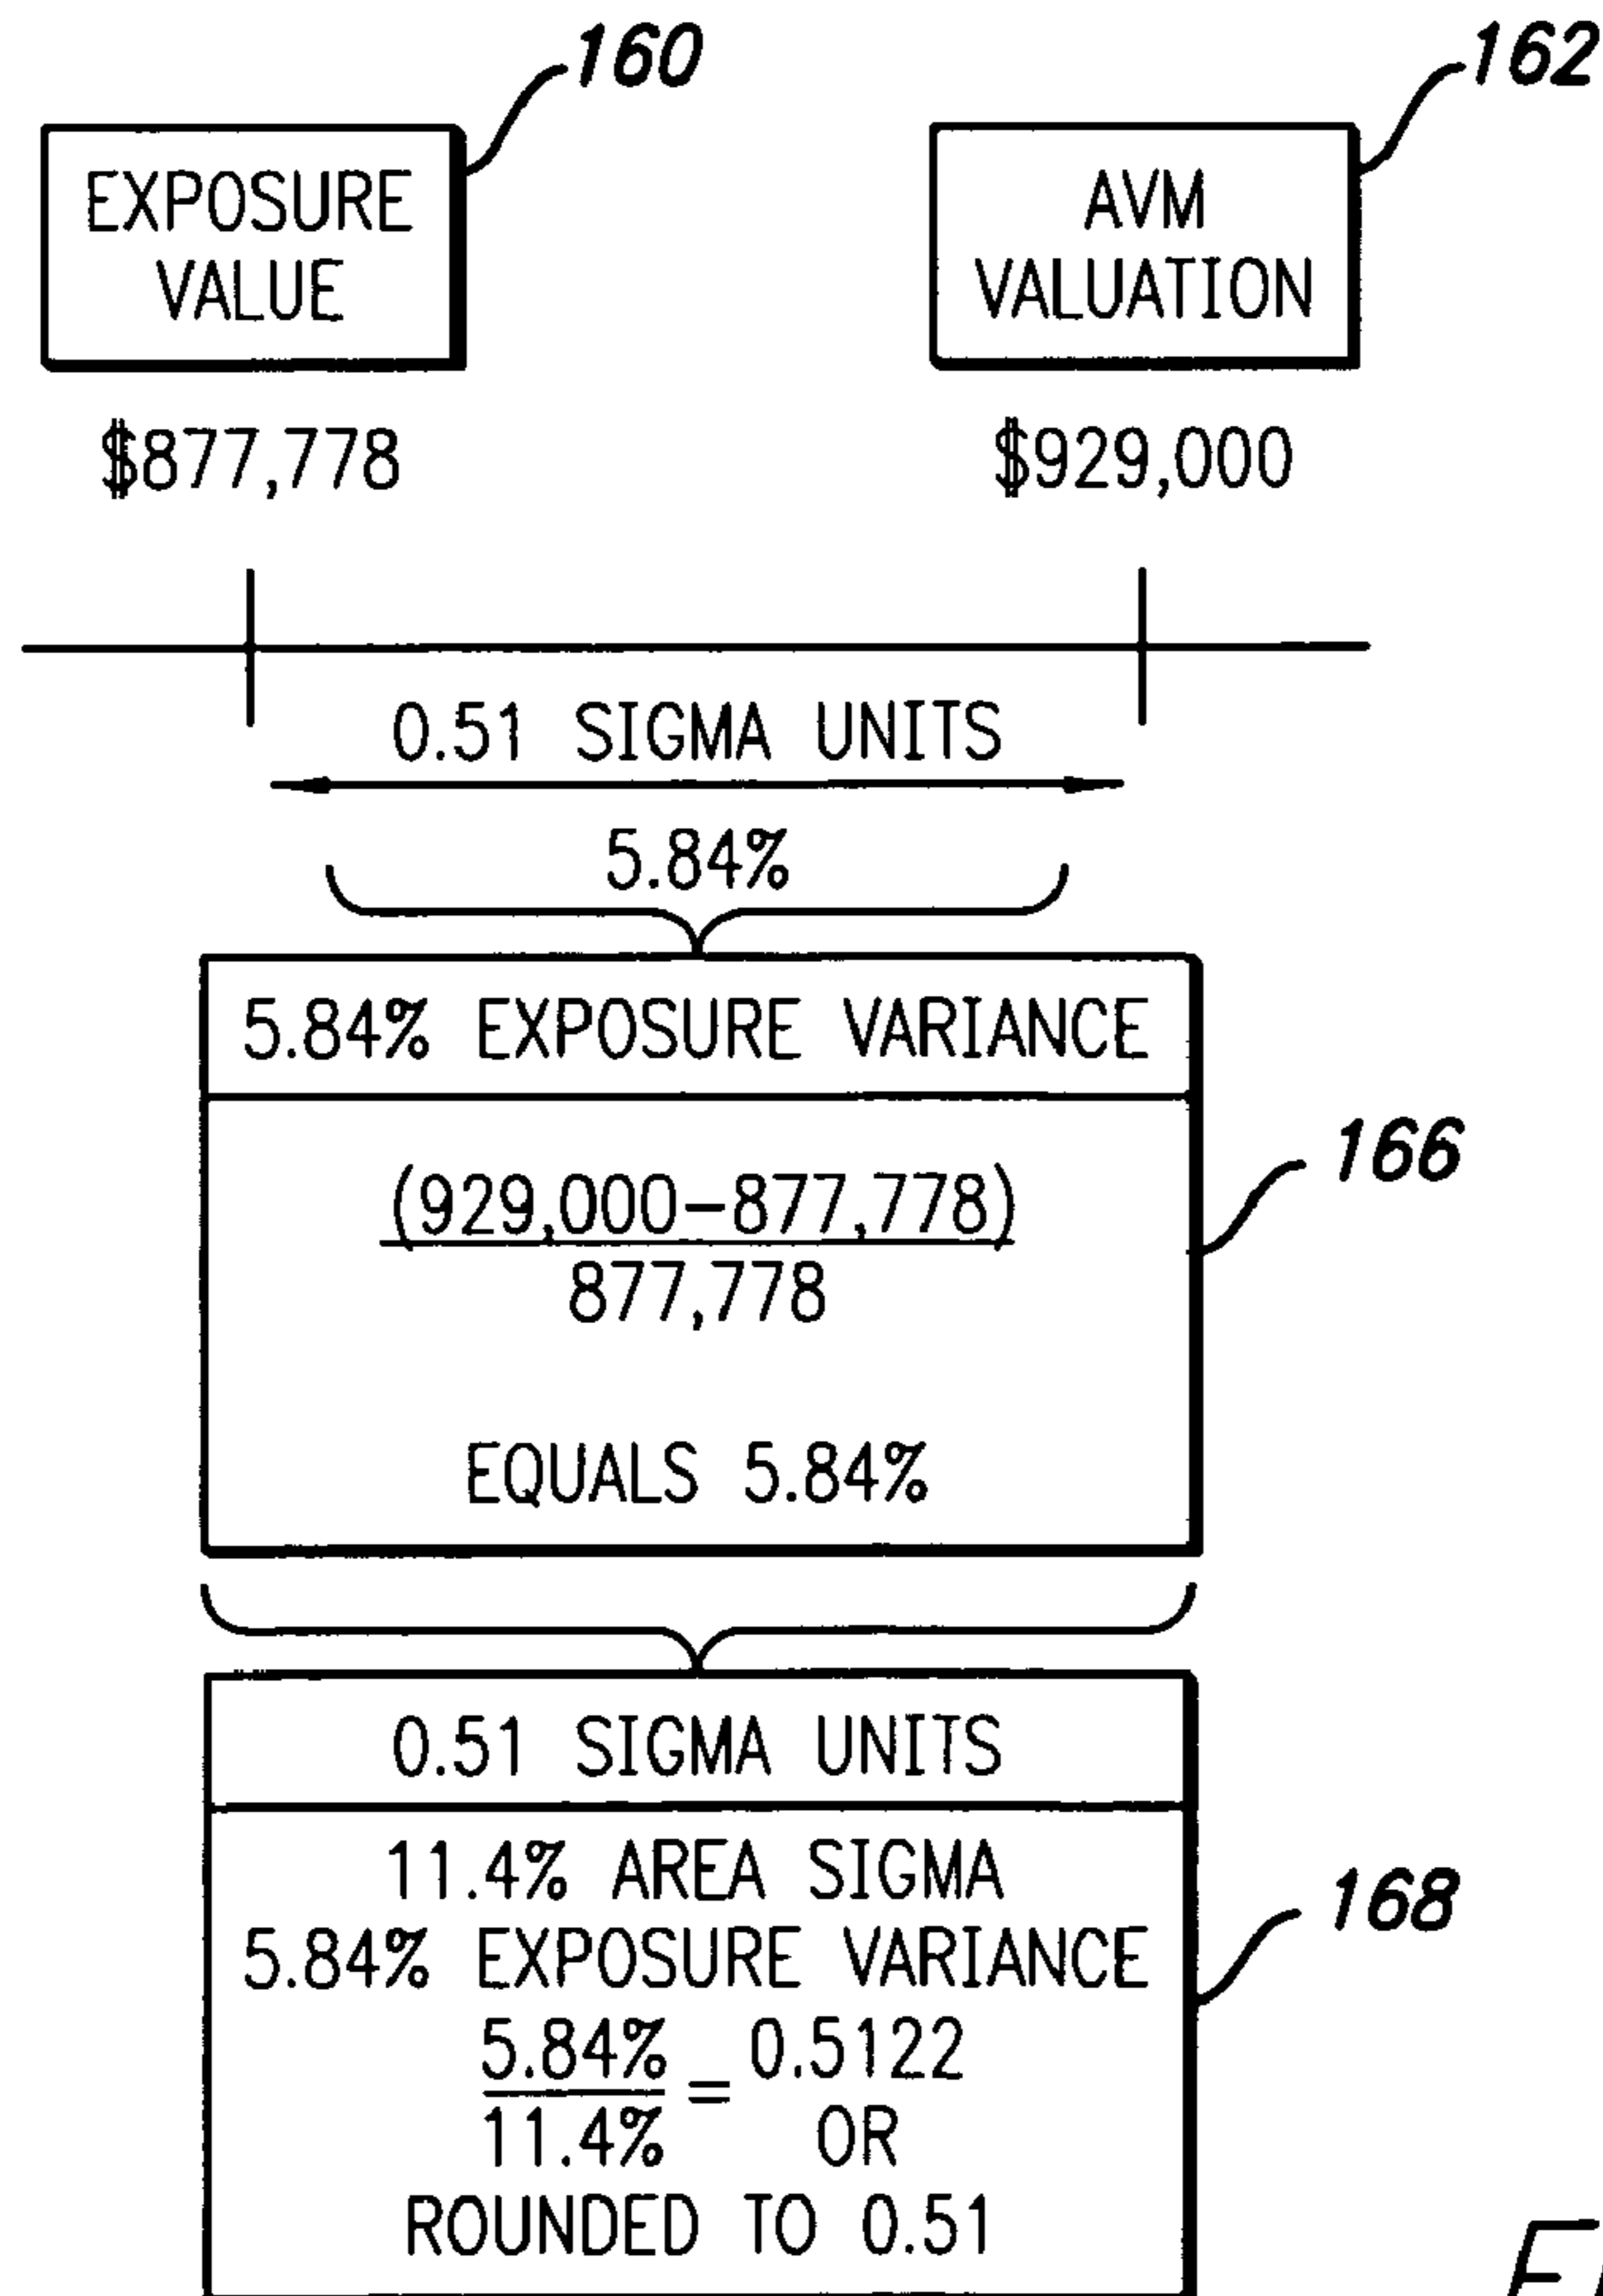 160
162
EXPOSURE
VALUE
AVM
VALUATION
$877,778
$929,000
0.51 SIGMA UNITS
5.84%
5.84% EXPOSURE VARIANCE
(929,000-877,778)
877,778
166
EQUALS 5.84%
0.51 SIGMA UNITS
11.4% AREA SIGMA
168
5.84% EXPOSURE VARIANCE
5.84% = 0.5122
11.4% OR
ROUNDED TO 0.51